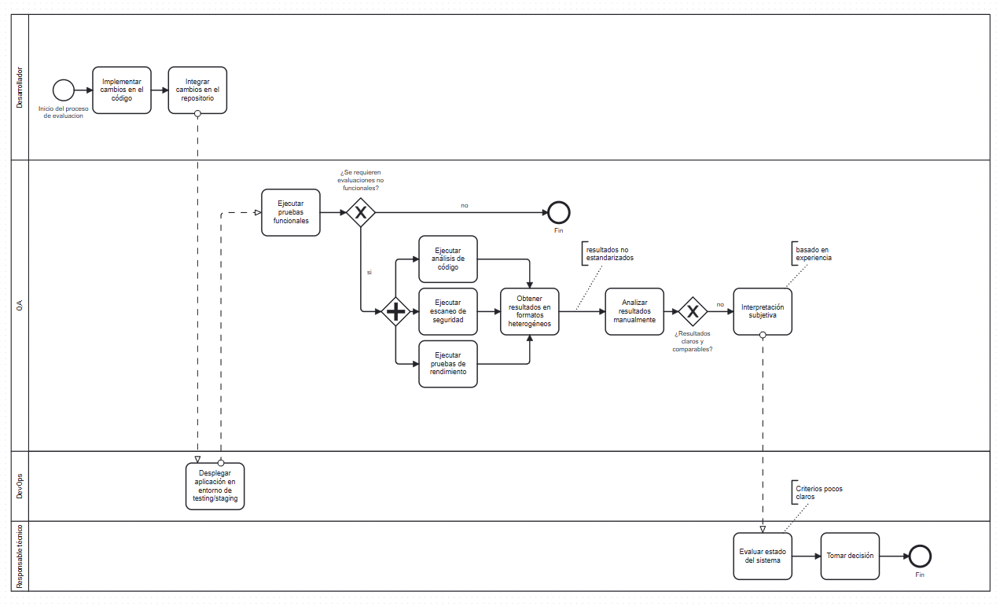 Desarrollador
Inicio del proceso
de evaluacion
Implementar
cambios en el
código
Integrar
cambios en el
repositorio
QA
Ejecutar
pruebas
funcionales
¿Se requieren
evaluaciones no
funcionales?
no
Fin
si
Ejecutar
análisis de
código
Ejecutar
escaneo de
seguridad
Ejecutar
pruebas de
rendimiento
Obtener
resultados en
formatos
heterogéneos
resultados no
estandarizados
Analizar
resultados
manualmente
¿Resultados
claros y
comparables?
no
Interpretación
subjetiva
basado en
experiencia
DevOps
Desplegar
aplicación en
entorno de
testing/staging
Criterios pocos
claros
Responsable técnico
Evaluar estado
del sistema
Tomar decisión
Fin